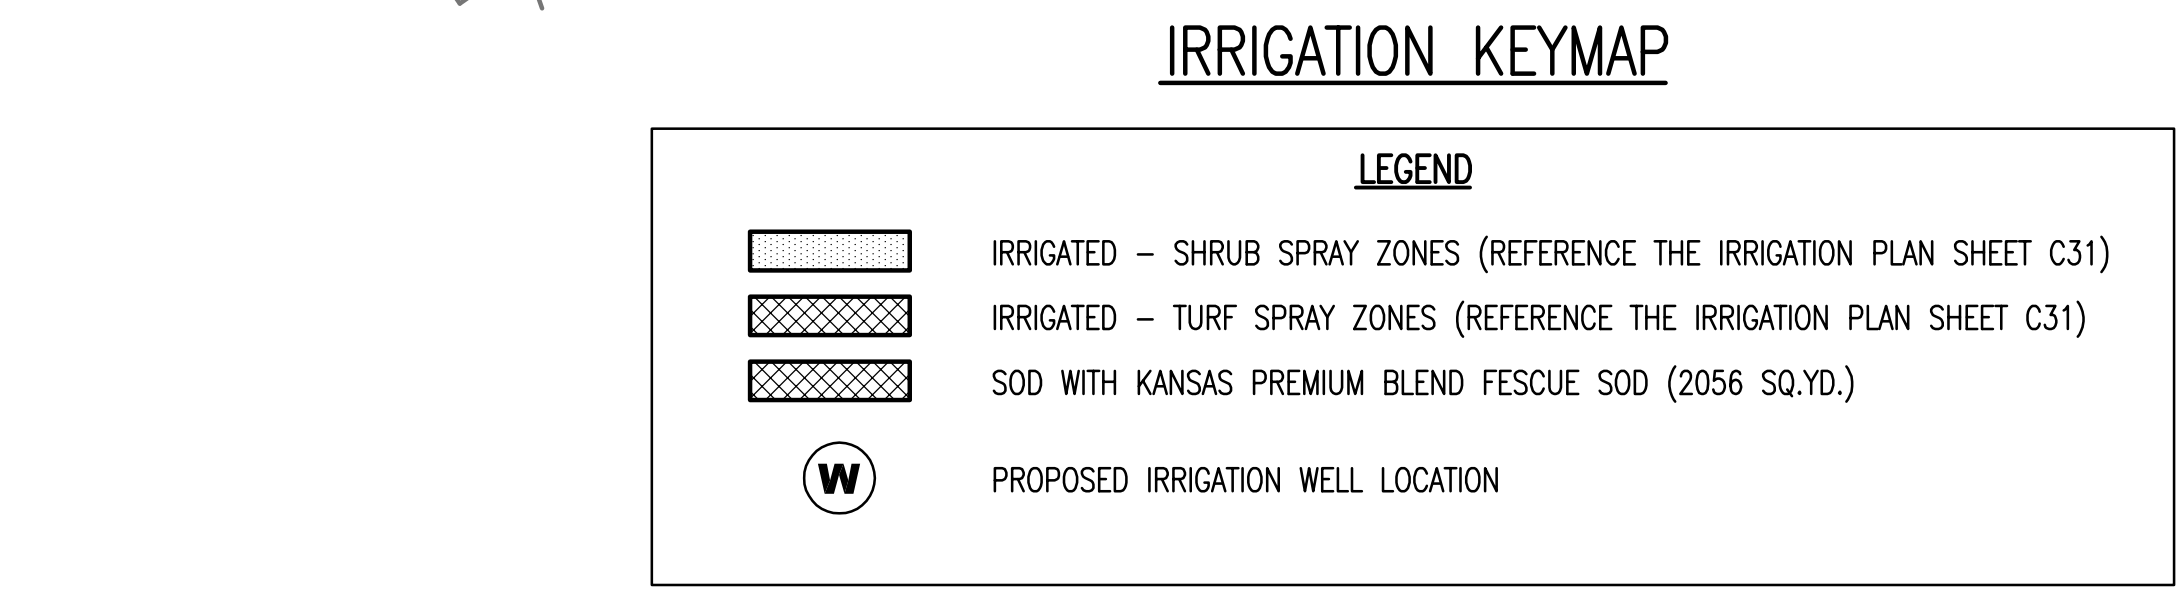 IRRIGATION KEYMAP
LEGEND
IRRIGATED – SHRUB SPRAY ZONES (REFERENCE THE IRRIGATION PLAN SHEET C31)
IRRIGATED – TURF SPRAY ZONES (REFERENCE THE IRRIGATION PLAN SHEET C31)
SOD WITH KANSAS PREMIUM BLEND FESCUE SOD (2056 SQ.YD.)
W PROPOSED IRRIGATION WELL LOCATION